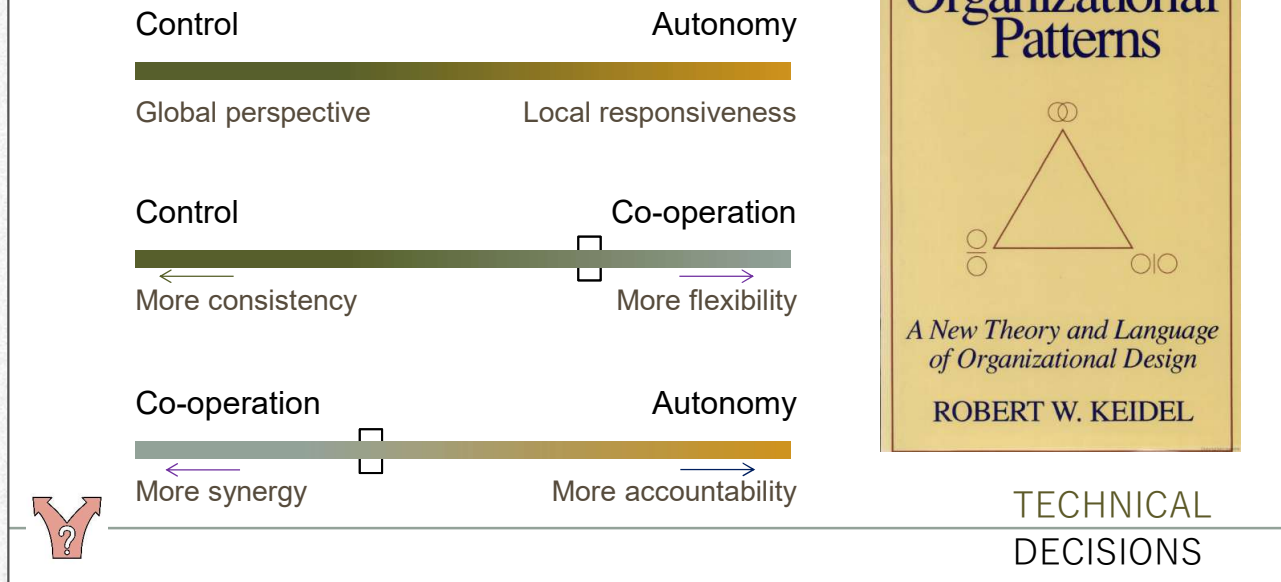 Control Autonomy
Global perspective Local responsiveness
Control Co-operation
More consistency More flexibility
Co-operation Autonomy
More synergy More accountability
Organizational
Patterns
A New Theory and Language
of Organizational Design
ROBERT W. KEIDEL
?
TECHNICAL
DECISIONS